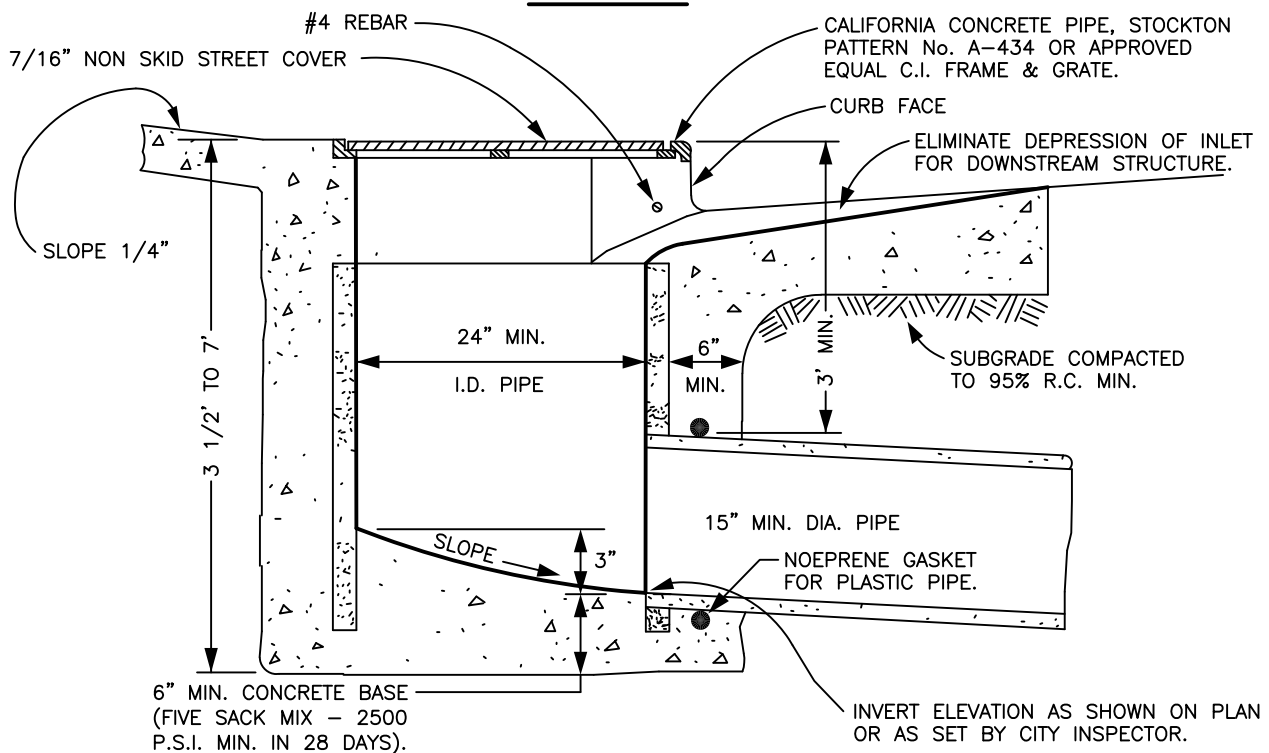 #4 REBAR
7/16" NON SKID STREET COVER
CALIFORNIA CONCRETE PIPE, STOCKTON
PATTERN No. A-434 OR APPROVED
EQUAL C.I. FRAME & GRATE.
CURB FACE
ELIMINATE DEPRESSION OF INLET
FOR DOWNSTREAM STRUCTURE.
SLOPE 1/4"
3 1/2' TO 7'
24" MIN.
I.D. PIPE
6"
MIN.
3' MIN.
SUBGRADE COMPACTED
TO 95% R.C. MIN.
15" MIN. DIA. PIPE
SLOPE
3"
NOEPRENE GASKET
FOR PLASTIC PIPE.
6" MIN. CONCRETE BASE
(FIVE SACK MIX – 2500
P.S.I. MIN. IN 28 DAYS).
INVERT ELEVATION AS SHOWN ON PLAN
OR AS SET BY CITY INSPECTOR.